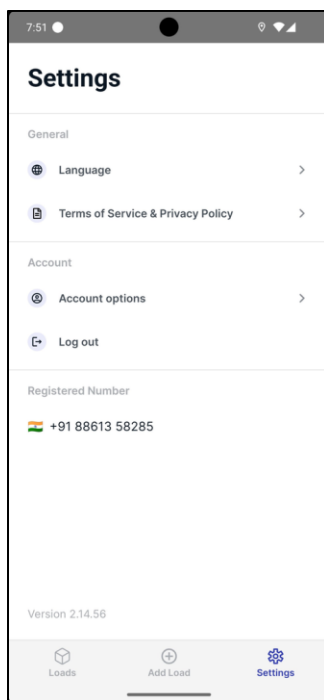 7:51
Settings
General
Language
Terms of Service & Privacy Policy
Account
Account options
Log out
Registered Number
+91 88613 58285
Version 2.14.56
Loads
Add Load
Settings